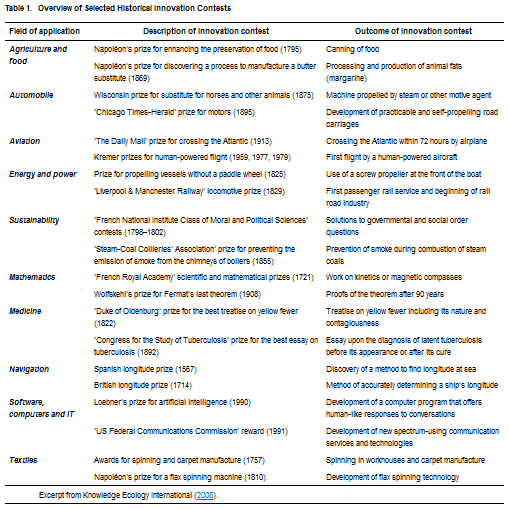 Table 1. Overview of Selected Historical Innovation Contests
Field of application Description of innovation contest Outcome of innovation contest
Agriculture and food Napoléon's prize for enhancing the preservation of food (1795) Canning of food
Napoléon's prize for discovering a process to manufacture a butter Processing and production of animal fats
substitute (1869) (margarine)
Automobile Wisconsin prize for substitute for horses and other animals (1875) Machine propelled by steam or other motive agent
'Chicago Times-Herald' prize for motors (1895) Development of practicable and self-propelling road
carriages
Aviation 'The Daily Mail' prize for crossing the Atlantic (1913) Crossing the Atlantic within 72 hours by airplane
Kremer prizes for human-powered flight (1959, 1977, 1979) First flight by a human-powered aircraft
Energy and power Prize for propelling vessels without a paddle wheel (1825) Use of a screw propeller at the front of the boat
'Liverpool & Manchester Railway' locomotive prize (1829) First passenger rail service and beginning of rail
road industry
Sustainability 'French National Institute Class of Moral and Political Sciences' Solutions to governmental and social order
contests (1798–1802) questions
'Steam-Coal Collieries' Association' prize for preventing the Prevention of smoke during combustion of steam
emission of smoke from the chimneys of boilers (1855) coals
Mathematics 'French Royal Academy' scientific and mathematical prizes (1721) Work on kinetics or magnetic compasses
Wolfskehl's prize for Fermat's last theorem (1908) Proofs of the theorem after 90 years
Medicine 'Duke of Oldenburg' prize for the best treatise on yellow fewer Treatise on yellow fewer including its nature and
(1822) contagiousness
'Congress for the Study of Tuberculosis' prize for the best essay on Essay upon the diagnosis of latent tuberculosis
tuberculosis (1892) before its appearance or after its cure
Navigation Spanish longitude prize (1567) Discovery of a method to find longitude at sea
British longitude prize (1714) Method of accurately determining a ship's longitude
Software, computers and IT Loebner's prize for artificial intelligence (1990) Development of a computer program that offers
human-like responses to conversations
'US Federal Communications Commission' reward (1991) Development of new spectrum-using communication
services and technologies
Textiles Awards for spinning and carpet manufacture (1757) Spinning in workhouses and carpet manufacture
Napoléon's prize for a flax spinning machine (1810) Development of flax spinning technology
Excerpt from Knowledge Ecology International (2008).